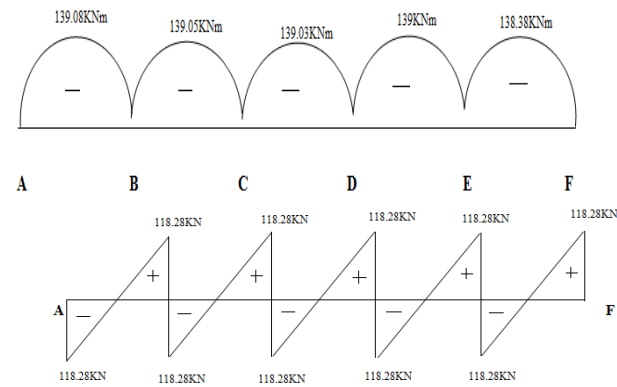 139.08KNm 139.05KNm 139.03KNm 139KNm 138.38KNm
– – – – –
A B C D E F
118.28KN 118.28KN 118.28KN 118.28KN 118.28KN
+ + + + +
A – – – – – F
118.28KN 118.28KN 118.28KN 118.28KN 118.28KN